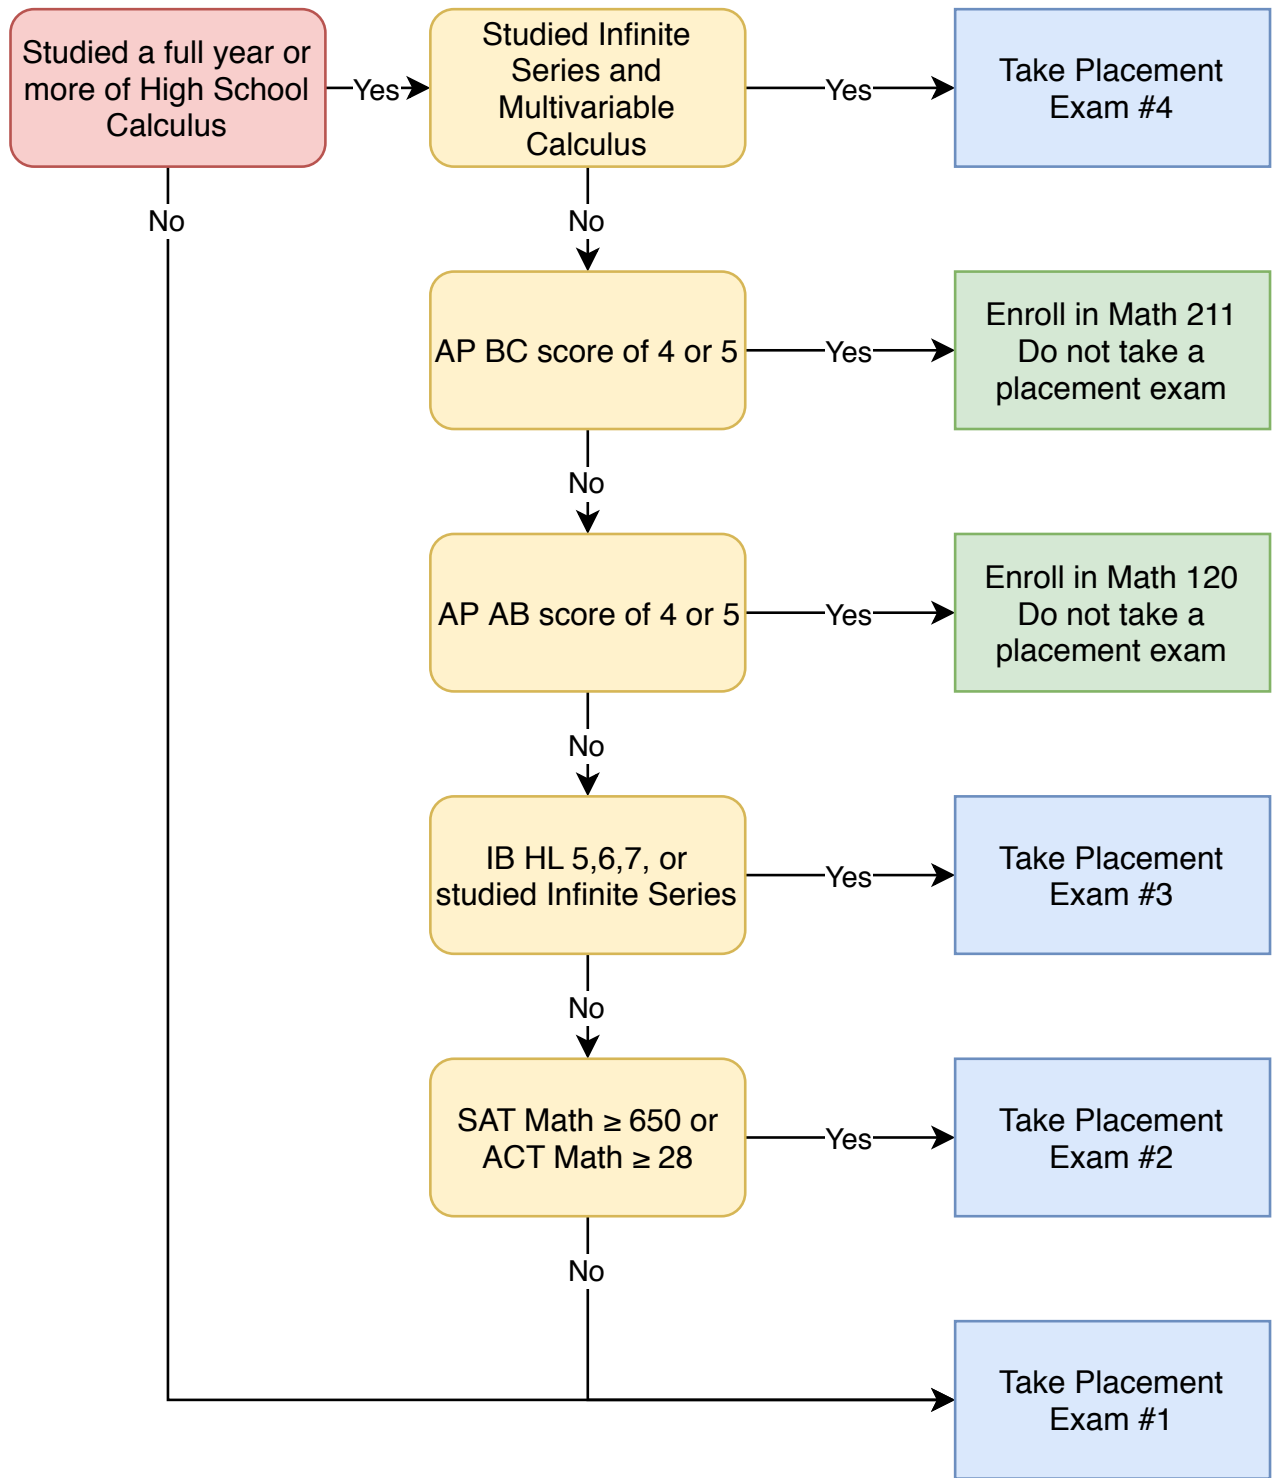 Studied a full year or
more of High School
Calculus
Yes
Studied Infinite
Series and
Multivariable
Calculus
Yes
Take Placement
Exam #4
No
No
AP BC score of 4 or 5
Yes
Enroll in Math 211
Do not take a
placement exam
No
AP AB score of 4 or 5
Yes
Enroll in Math 120
Do not take a
placement exam
No
IB HL 5,6,7, or
studied Infinite Series
Yes
Take Placement
Exam #3
No
SAT Math ≥ 650 or
ACT Math ≥ 28
Yes
Take Placement
Exam #2
No
Take Placement
Exam #1